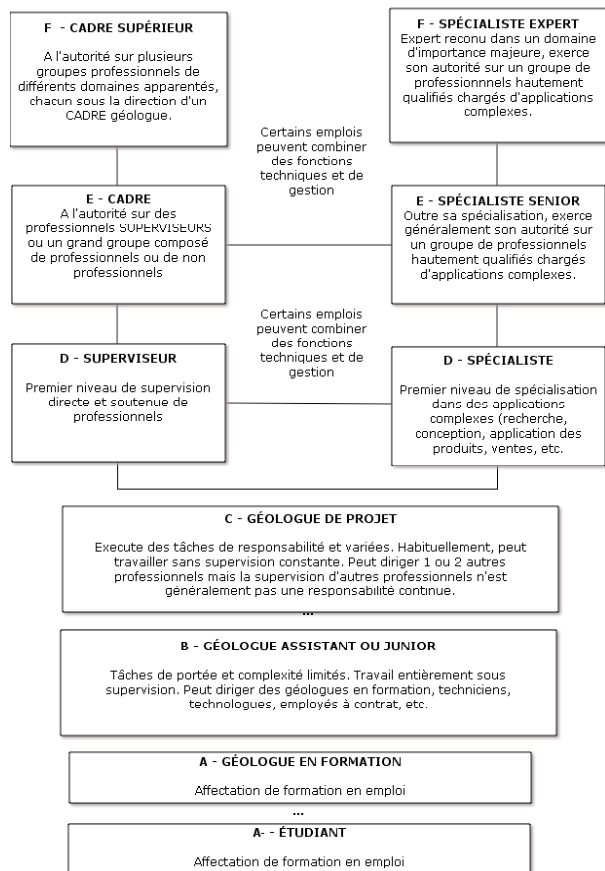 F - CADRE SUPÉRIEUR
A l'autorité sur plusieurs
groupes professionnels de
différents domaines apparentés,
chacun sous la direction d'un
CADRE géologue.
F - SPÉCIALISTE EXPERT
Expert reconnu dans un domaine
d'importance majeure, exerce
son autorité sur un groupe de
professionnnels hautement
qualifiés chargés d'applications
complexes.
Certains emplois
peuvent combiner
des fonctions
techniques et de
gestion
E - CADRE
A l'autorité sur des
professionnels SUPERVISEURS
ou un grand groupe composé
de professionnels ou de non
professionnels
E - SPÉCIALISTE SENIOR
Outre sa spécialisation, exerce
généralement son autorité sur
un groupe de professionnels
hautement qualifiés chargés
d'applications complexes.
Certains emplois
peuvent combiner
des fonctions
techniques et de
gestion
D - SUPERVISEUR
Premier niveau de supervision
directe et soutenue de
professionnels
D - SPÉCIALISTE
Premier niveau de spécialisation
dans des applications
complexes (recherche,
conception, application des
produits, ventes, etc.
C - GÉOLOGUE DE PROJET
Execute des tâches de responsabilité et variées. Habituellement, peut
travailler sans supervision constante. Peut diriger 1 ou 2 autres
professionnels mais la supervision d'autres professionnels n'est
généralement pas une responsabilité continue.
...
B - GÉOLOGUE ASSISTANT OU JUNIOR
Tâches de portée et complexité limités. Travail entièrement sous
supervision. Peut diriger des géologues en formation, techniciens,
technologues, employés à contrat, etc.
A - GÉOLOGUE EN FORMATION
Affectation de formation en emploi
...
A- - ÉTUDIANT
Affectation de formation en emploi